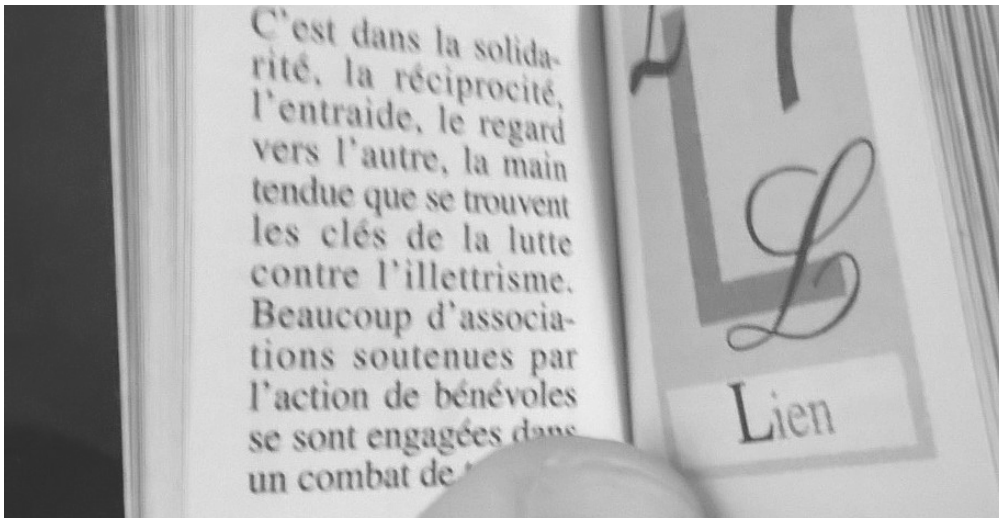 C'est dans la solida-
rité, la réciprocité,
l'entraide, le regard
vers l'autre, la main
tendue que se trouvent
les clés de la lutte
contre l'illettrisme.
Beaucoup d'associa-
tions soutenues par
l'action de bénévoles
se sont engagées dans
un combat de
L
L
L
Lien